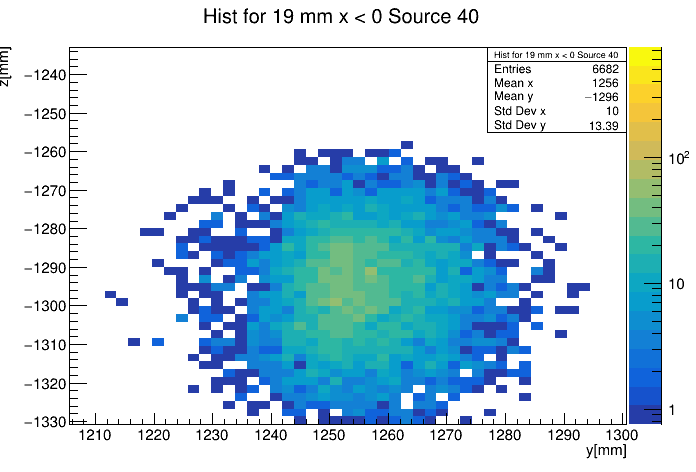 Hist for 19 mm x < 0 Source 40
z[mm]
Hist for 19 mm x < 0 Source 40
Entries 6682
Mean x 1256
Mean y −1296
Std Dev x 10
Std Dev y 13.39
−1240
−1250
−1260
−1270
−1280
−1290
−1300
−1310
−1320
−1330
10²
10
1
1210 1220 1230 1240 1250 1260 1270 1280 1290 1300
y[mm]